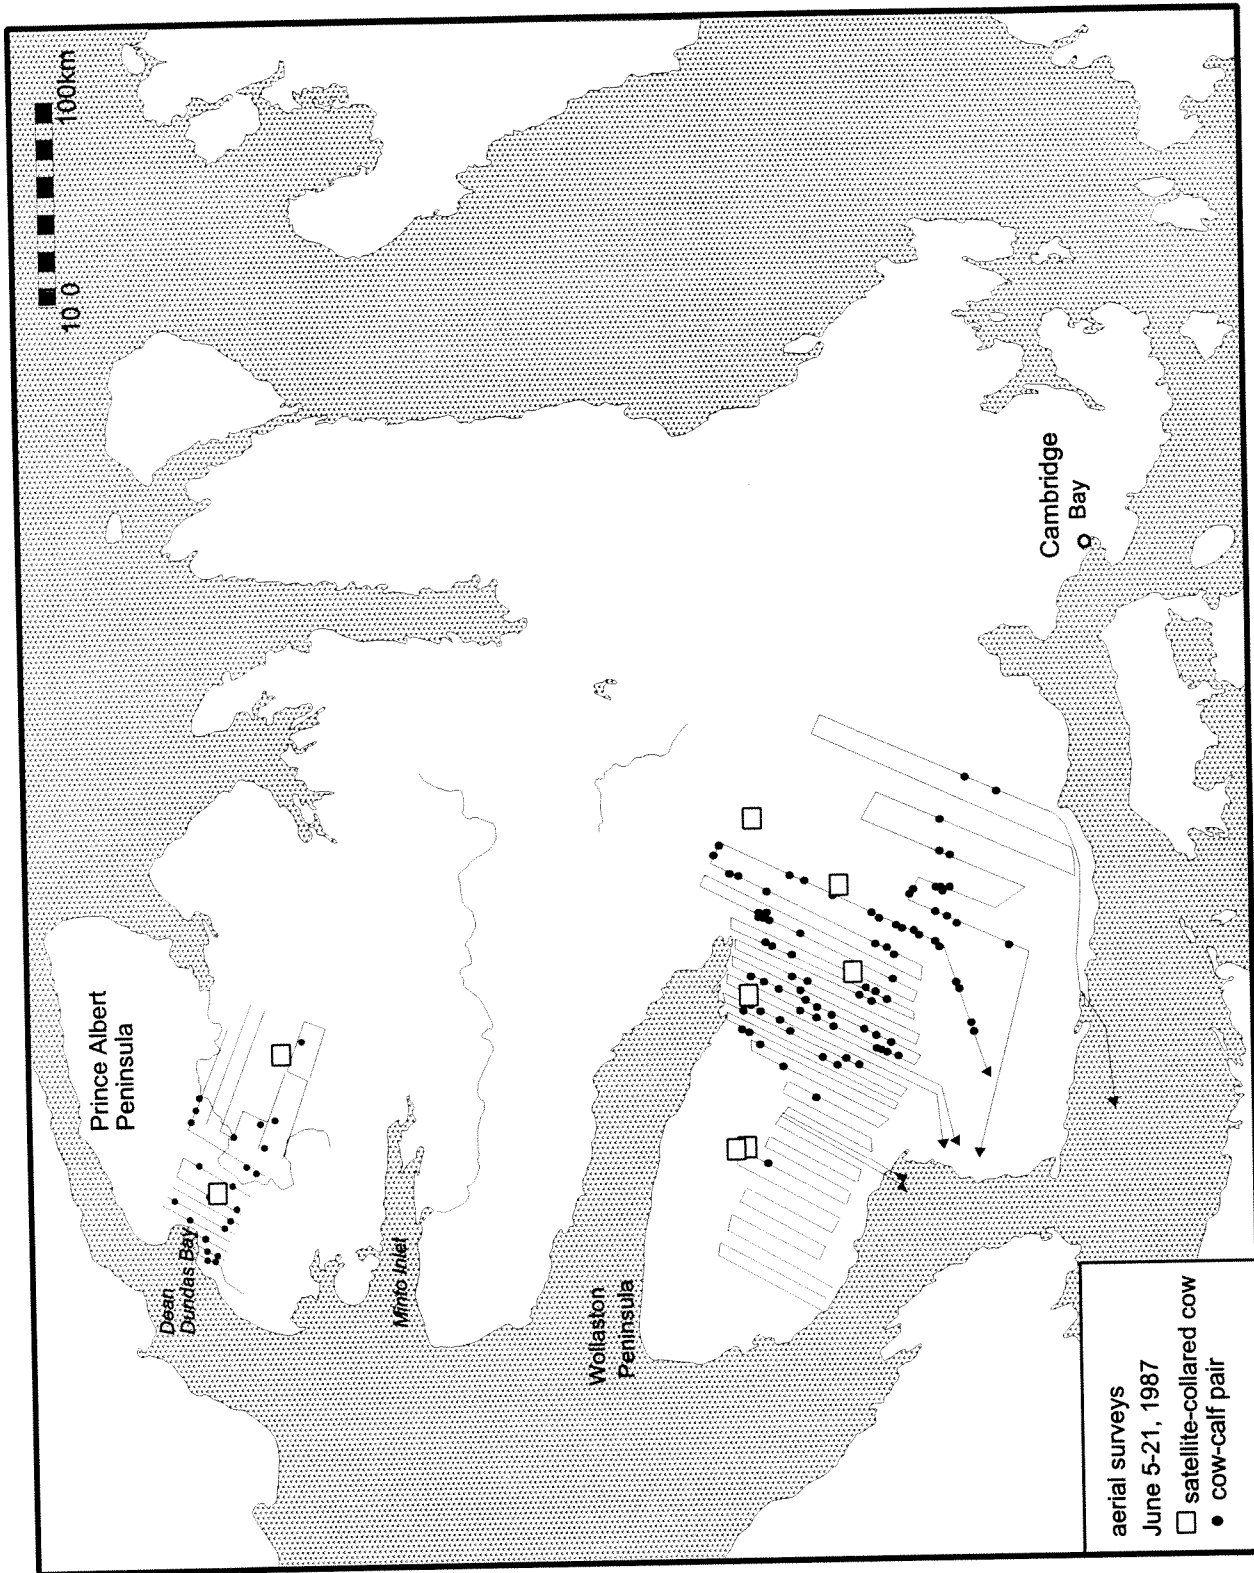 100km
10 0
Prince Albert
Peninsula
Dean
Dundas Bay
Minto Inlet
Wollaston
Peninsula
Cambridge
Bay
aerial surveys
June 5-21, 1987
satellite-collared cow
cow-calf pair